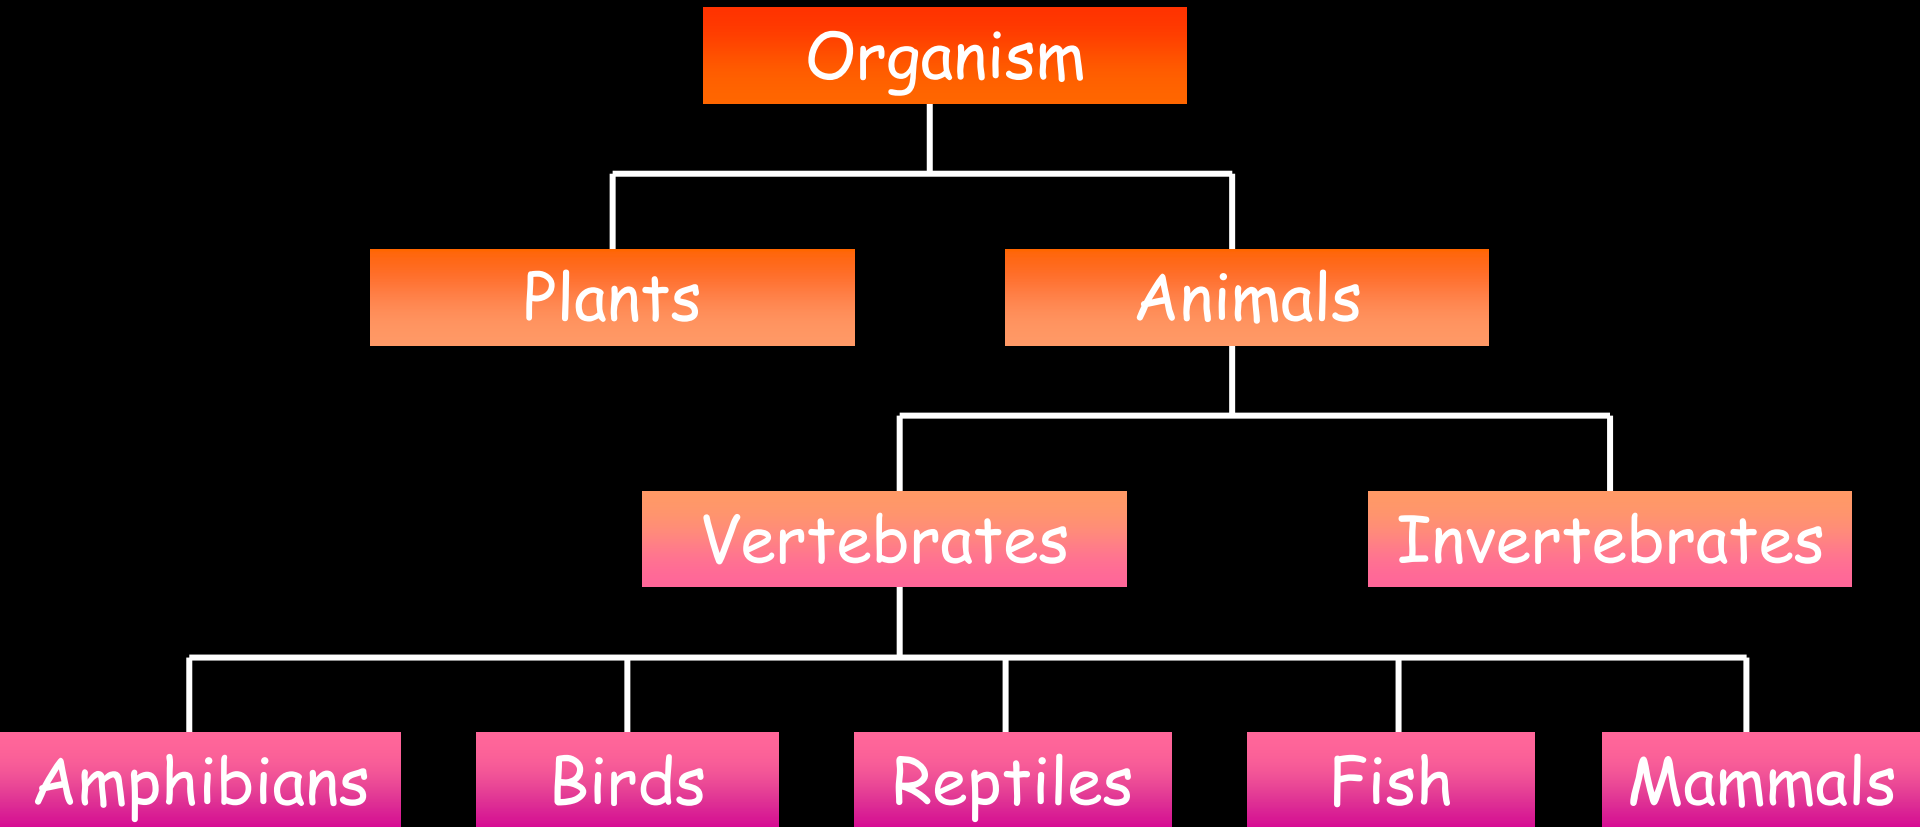 Organism
Plants
Animals
Vertebrates
Invertebrates
Amphibians
Birds
Reptiles
Fish
Mammals